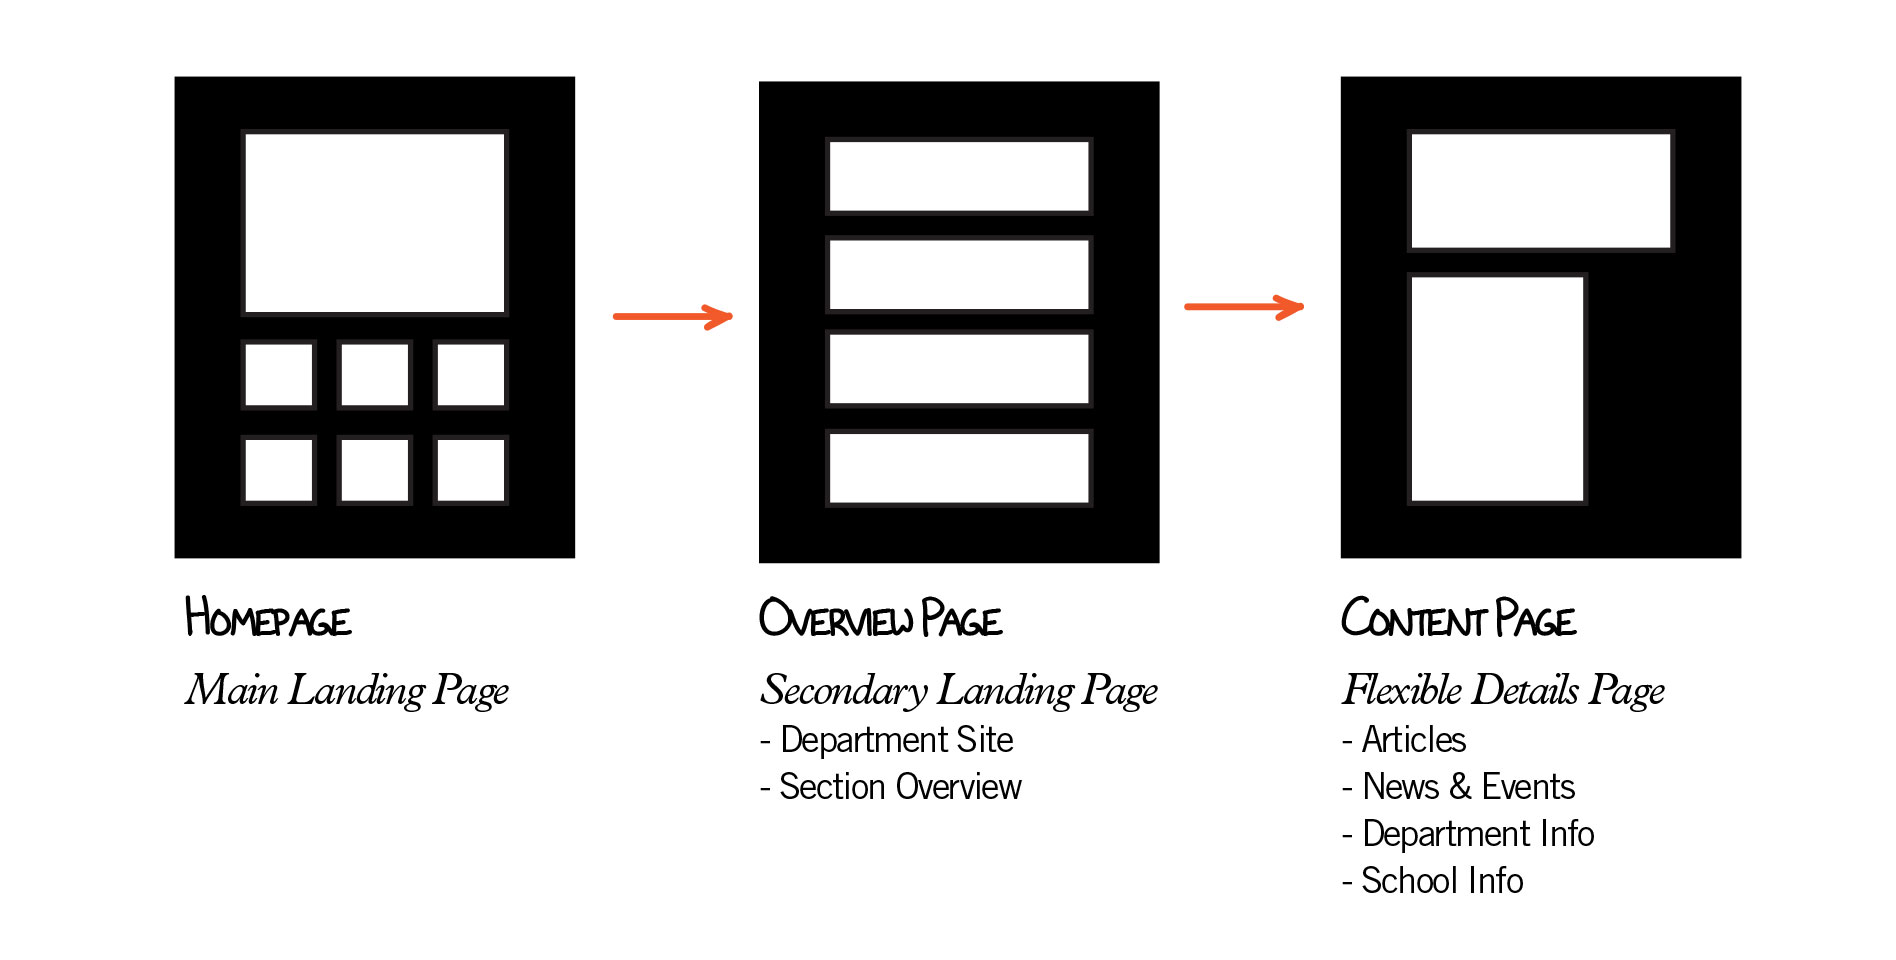 Homepage
Main Landing Page
Overview Page
Secondary Landing Page
- Department Site
- Section Overview
Content Page
Flexible Details Page
- Articles
- News & Events
- Department Info
- School Info